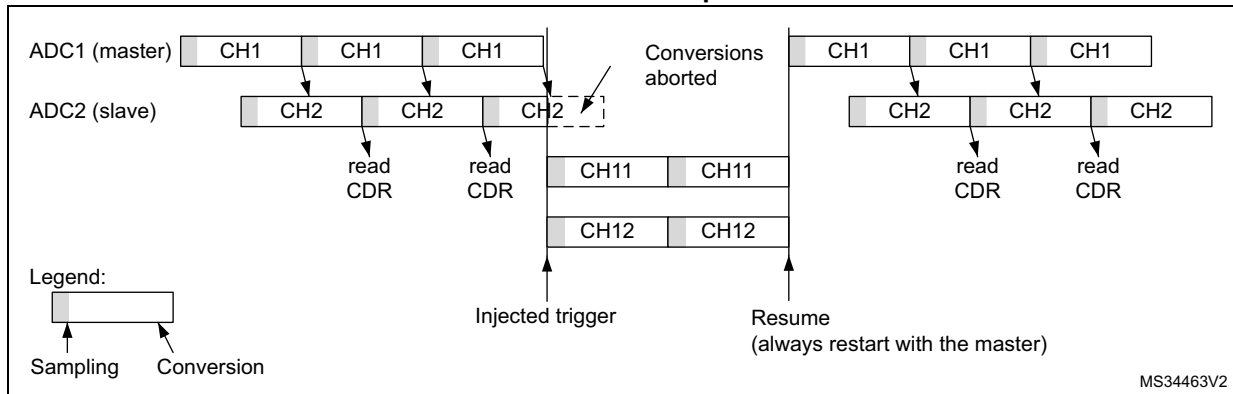 ADC1 (master) CH1 CH1 CH1 Conversions aborted CH1 CH1 CH1
ADC2 (slave) CH2 CH2 CH2 CH2 CH2 CH2
read CDR read CDR read CDR read CDR
CH11 CH11
CH12 CH12
Legend:
Sampling Conversion
Injected trigger
Resume
(always restart with the master)
MS34463V2